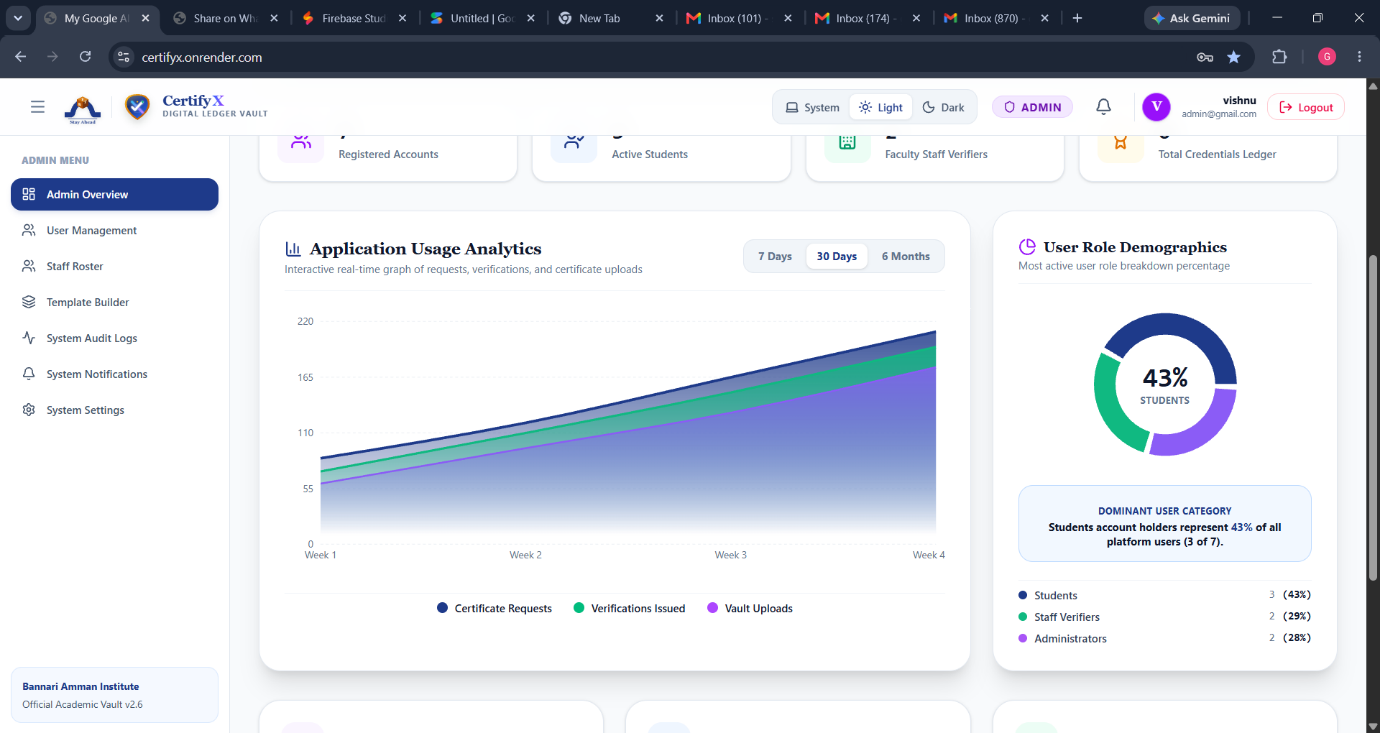 My Google AI
Share on Wha
Firebase Stud
Untitled | Goo
New Tab
Inbox (101) -
Inbox (174) -
Inbox (870) -
Ask Gemini
certifyx.onrender.com
G
Way Ahead
CertifyX
DIGITAL LEDGER VAULT
System
Light
Dark
ADMIN
V
vishnu
admin@gmail.com
Logout
ADMIN MENU
Admin Overview
User Management
Staff Roster
Template Builder
System Audit Logs
System Notifications
System Settings
Bannari Amman Institute
Official Academic Vault v2.6
Registered Accounts
Active Students
Faculty Staff Verifiers
Total Credentials Ledger
Application Usage Analytics
Interactive real-time graph of requests, verifications, and certificate uploads
7 Days
30 Days
6 Months
220
165
110
55
0
Week 1
Week 2
Week 3
Week 4
Certificate Requests
Verifications Issued
Vault Uploads
User Role Demographics
Most active user role breakdown percentage
43%
STUDENTS
DOMINANT USER CATEGORY
Students account holders represent 43% of all
platform users (3 of 7).
Students 3 (43%)
Staff Verifiers 2 (29%)
Administrators 2 (28%)